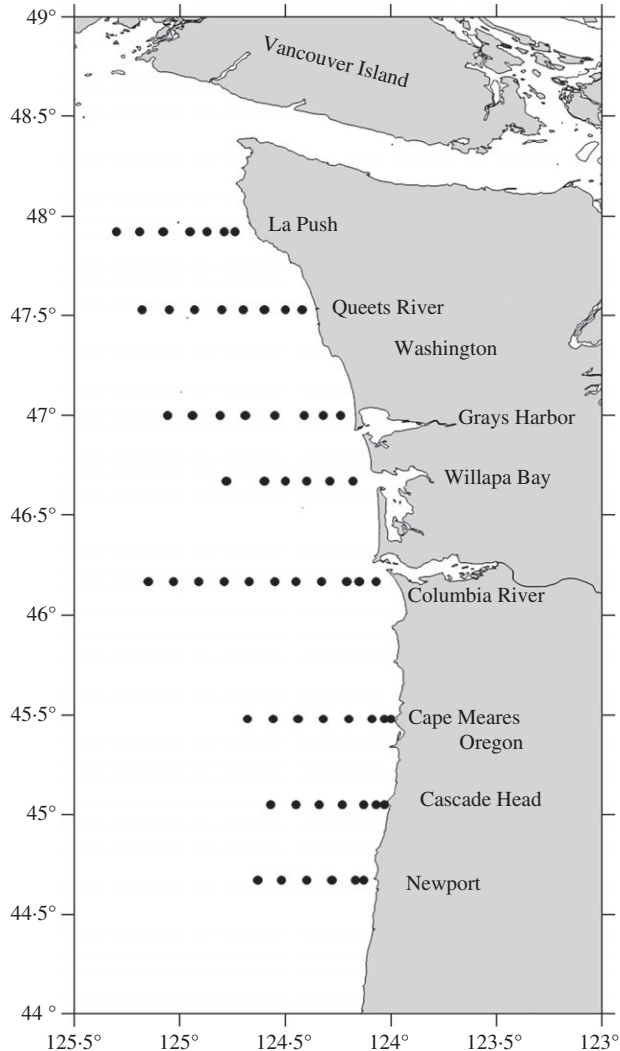 49°
Vancouver Island
48·5°
48°
La Push
47·5°
Queets River
Washington
47°
Grays Harbor
Willapa Bay
46·5°
46°
Columbia River
45·5°
Cape Meares
Oregon
45°
Cascade Head
Newport
44·5°
44 °
125·5° 125° 124·5° 124° 123·5° 123°